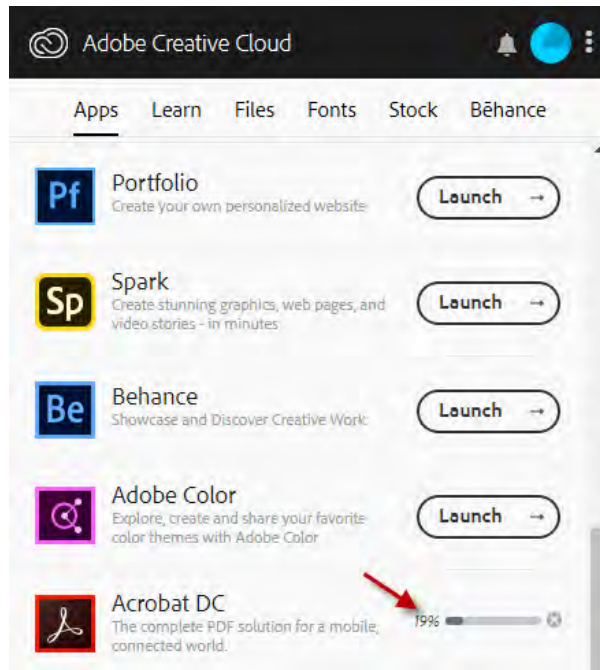 Adobe Creative Cloud
Apps Learn Files Fonts Stock Bēhance
Pf
Portfolio
Create your own personalized website
Launch →
Sp
Spark
Create stunning graphics, web pages, and
video stories - in minutes
Launch →
Be
Behance
Showcase and Discover Creative Work
Launch →
Adobe Color
Explore, create and share your favorite
color themes with Adobe Color
Launch →
Acrobat DC
The complete PDF solution for a mobile,
connected world.
19%